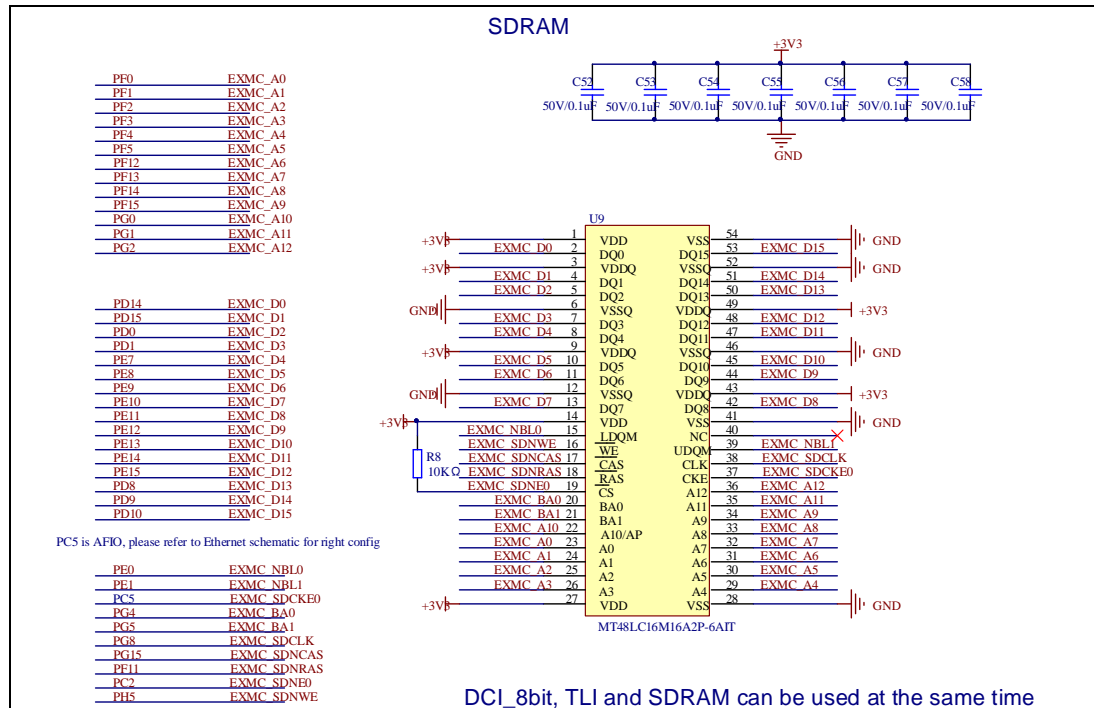 SDRAM
+3V3
C52 C53 C54 C55 C56 C57 C58
50V/0.1uF 50V/0.1uF 50V/0.1uF 50V/0.1uF 50V/0.1uF 50V/0.1uF 50V/0.1uF
GND
PF0 EXMC_A0
PF1 EXMC_A1
PF2 EXMC_A2
PF3 EXMC_A3
PF4 EXMC_A4
PF5 EXMC_A5
PF12 EXMC_A6
PF13 EXMC_A7
PF14 EXMC_A8
PF15 EXMC_A9
PG0 EXMC_A10
PG1 EXMC_A11
PG2 EXMC_A12
PD14 EXMC_D0
PD15 EXMC_D1
PD0 EXMC_D2
PD1 EXMC_D3
PE7 EXMC_D4
PE8 EXMC_D5
PE9 EXMC_D6
PE10 EXMC_D7
PE11 EXMC_D8
PE12 EXMC_D9
PE13 EXMC_D10
PE14 EXMC_D11
PE15 EXMC_D12
PD8 EXMC_D13
PD9 EXMC_D14
PD10 EXMC_D15
PC5 is AFIO, please refer to Ethernet schematic for right config
PE0 EXMC_NBL0
PE1 EXMC_NBL1
PC5 EXMC_SDCKE0
PG4 EXMC_BA0
PG5 EXMC_BA1
PG8 EXMC_SDCLK
PG15 EXMC_SDNCAS
PF11 EXMC_SDNRAS
PC2 EXMC_SDNE0
PH5 EXMC_SDNWE
U9
+3V3 1 VDD VSS 54 GND
EXMC_D0 2 DQ0 DQ15 53 EXMC_D15
+3V3 3 VDDQ VSSQ 52 GND
EXMC_D1 4 DQ1 DQ14 51 EXMC_D14
EXMC_D2 5 DQ2 DQ13 50 EXMC_D13
GND 6 VSSQ VDDQ 49 +3V3
EXMC_D3 7 DQ3 DQ12 48 EXMC_D12
EXMC_D4 8 DQ4 DQ11 47 EXMC_D11
+3V3 9 VDDQ VSSQ 46 GND
EXMC_D5 10 DQ5 DQ10 45 EXMC_D10
EXMC_D6 11 DQ6 DQ9 44 EXMC_D9
GND 12 VSSQ VDDQ 43 +3V3
EXMC_D7 13 DQ7 DQ8 42 EXMC_D8
+3V3 14 VDD VSS 41 GND
EXMC_NBL0 15 LDQM NC 40
EXMC_SDNWE 16 WE UDQM 39 EXMC_NBL1
R8 EXMC_SDNCAS 17 CAS CLK 38 EXMC_SDCLK
10KΩ EXMC_SDNRAS 18 RAS CKE 37 EXMC_SDCKE0
EXMC_SDNE0 19 CS A12 36 EXMC_A12
EXMC_BA0 20 BA0 A11 35 EXMC_A11
EXMC_BA1 21 BA1 A9 34 EXMC_A9
EXMC_A10 22 A10/AP A8 33 EXMC_A8
EXMC_A0 23 A0 A7 32 EXMC_A7
EXMC_A1 24 A1 A6 31 EXMC_A6
EXMC_A2 25 A2 A5 30 EXMC_A5
EXMC_A3 26 A3 A4 29 EXMC_A4
+3V3 27 VDD VSS 28 GND
MT48LC16M16A2P-6AIT
DCI_8bit, TLI and SDRAM can be used at the same time